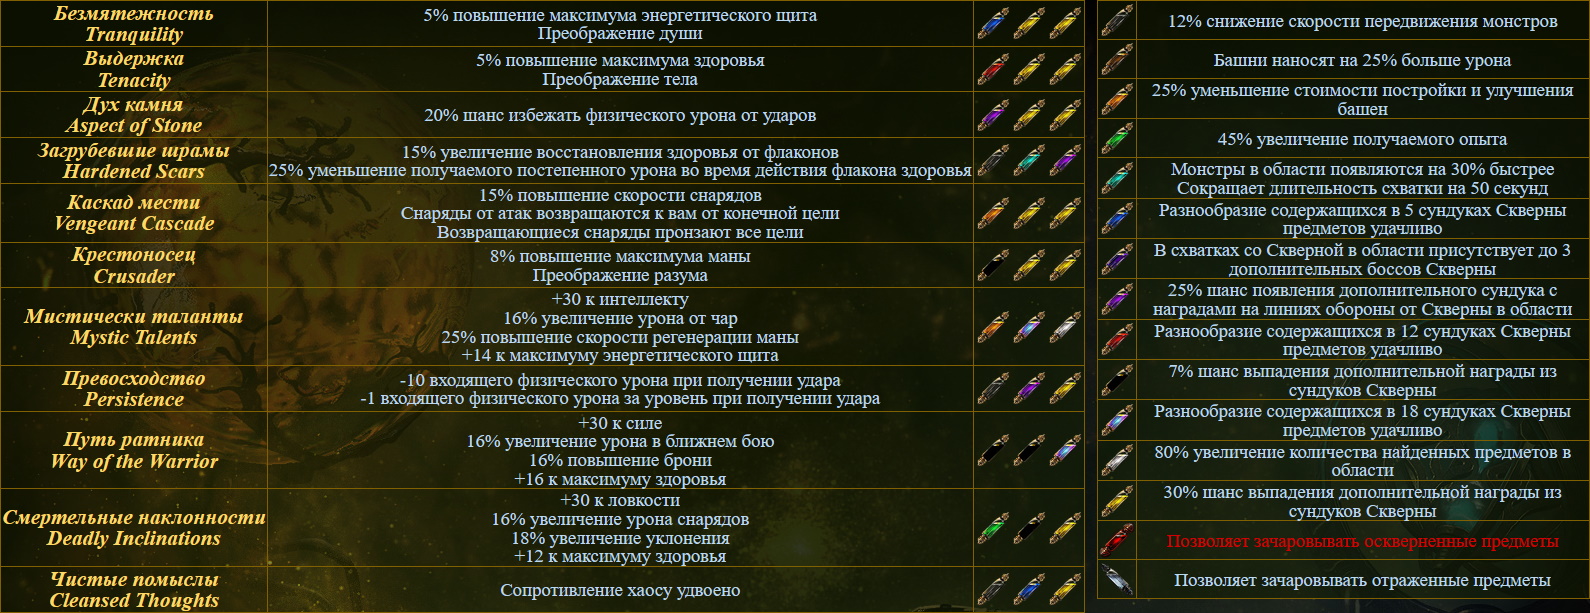 Безмятежность
Tranquility
5% повышение максимума энергетического щита
Преображение души
Выдержка
Tenacity
5% повышение максимума здоровья
Преображение тела
Дух камня
Aspect of Stone
20% шанс избежать физического урона от ударов
Загрубевшие шрамы
Hardened Scars
15% увеличение восстановления здоровья от флаконов
25% уменьшение получаемого постепенного урона во время действия флакона здоровья
Каскад мести
Vengeant Cascade
15% повышение скорости снарядов
Снаряды от атак возвращаются к вам от конечной цели
Возвращающиеся снаряды пронзают все цели
Крестоносец
Crusader
8% повышение максимума маны
Преображение разума
Мистически таланты
Mystic Talents
+30 к интеллекту
16% увеличение урона от чар
25% повышение скорости регенерации маны
+14 к максимуму энергетического щита
Превосходство
Persistence
-10 входящего физического урона при получении удара
-1 входящего физического урона за уровень при получении удара
Путь ратника
Way of the Warrior
+30 к силе
16% увеличение урона в ближнем бою
16% повышение брони
+16 к максимуму здоровья
Смертельные наклонности
Deadly Inclinations
+30 к ловкости
16% увеличение урона снарядов
18% увеличение уклонения
+12 к максимуму здоровья
Чистые помыслы
Cleansed Thoughts
Сопротивление хаосу удвоено
12% снижение скорости передвижения монстров
Башни наносят на 25% больше урона
25% уменьшение стоимости постройки и улучшения
башен
45% увеличение получаемого опыта
Монстры в области появляются на 30% быстрее
Сокращает длительность схватки на 50 секунд
Разнообразие содержащихся в 5 сундуках Скверны
предметов удачливо
В схватках со Скверной в области присутствует до 3
дополнительных боссов Скверны
25% шанс появления дополнительного сундука с
наградами на линиях обороны от Скверны в области
Разнообразие содержащихся в 12 сундуках Скверны
предметов удачливо
7% шанс выпадения дополнительной награды из
сундуков Скверны
Разнообразие содержащихся в 18 сундуках Скверны
предметов удачливо
80% увеличение количества найденных предметов в
области
30% шанс выпадения дополнительной награды из
сундуков Скверны
Позволяет зачаровывать оскверненные предметы
Позволяет зачаровывать отраженные предметы